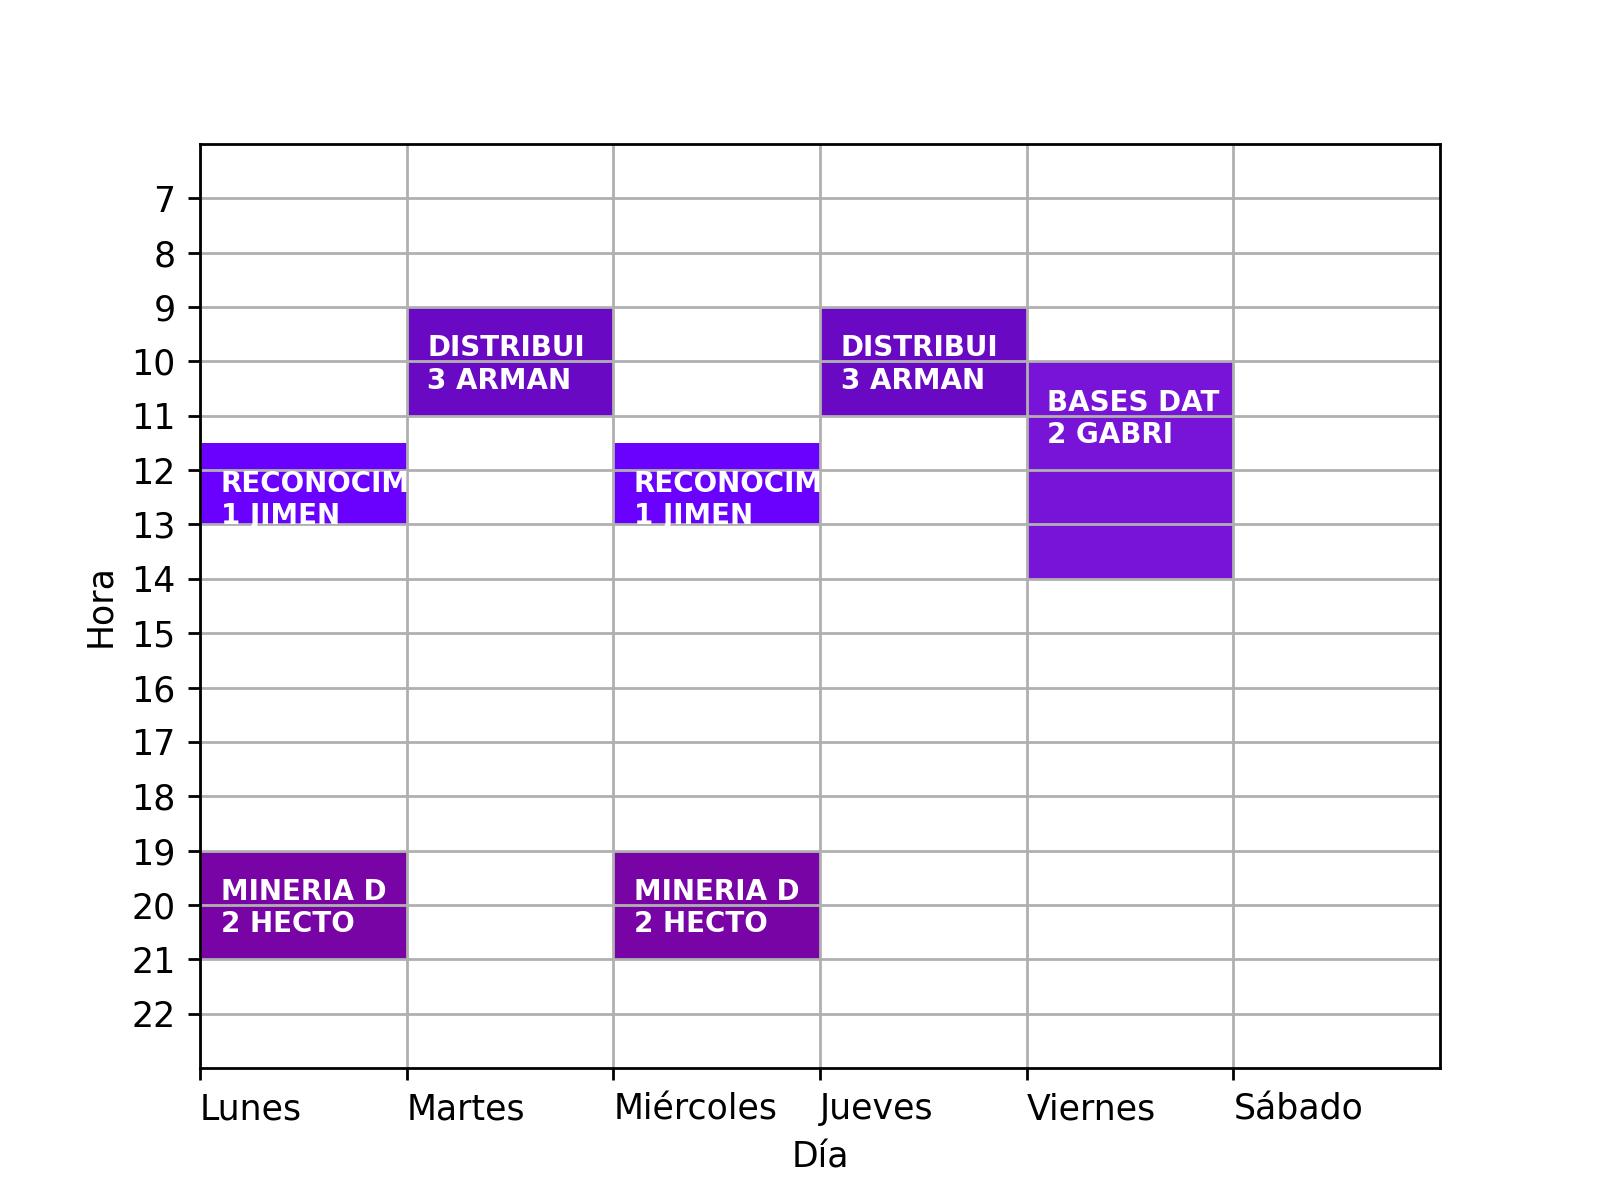 7
8
9
10
11
12
13
14
15
16
17
18
19
20
21
22
Hora
DISTRIBUI
3 ARMAN
DISTRIBUI
3 ARMAN
BASES DAT
2 GABRI
RECONOCIM
1 JIMEN
RECONOCIM
1 JIMEN
MINERIA D
2 HECTO
MINERIA D
2 HECTO
Lunes Martes Miércoles Jueves Viernes Sábado
Día